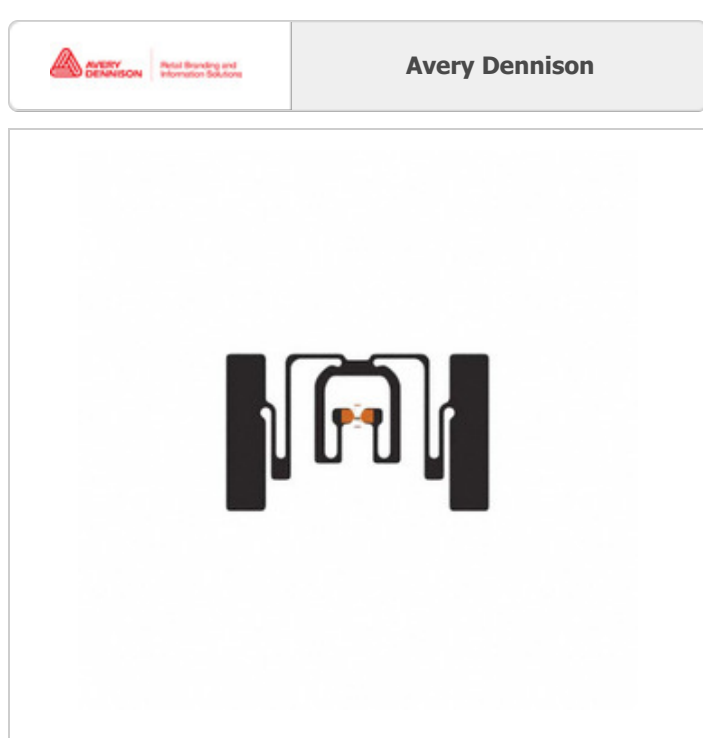 AVERY
DENNISON
Retail Branding and
Information Solutions
Avery Dennison